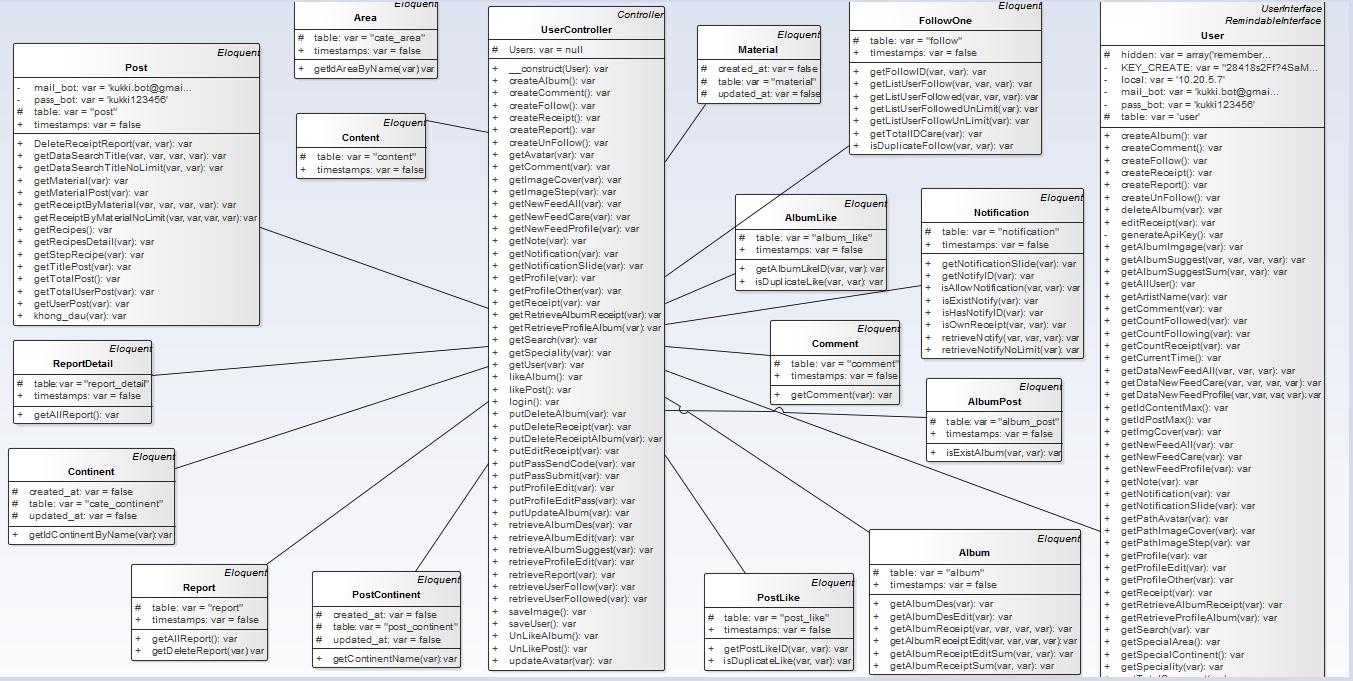 Eloquent
Area
# table: var = "cate_area"
+ timestamps: var = false
+ getIdAreaByName(var) var
Eloquent
Post
- mail_bot: var = 'kukki.bot@gmai...
- pass_bot: var = 'kukki123456'
# table: var = "post"
+ timestamps: var = false
+ DeleteReceiptReport(var, var): var
+ getDataSearchTitle(var, var, var, var): var
+ getDataSearchTitleNoLimit(var, var): var
+ getMaterial(var): var
+ getMaterialPost(var): var
+ getReceiptByMaterial(var, var, var, var): var
+ getReceiptByMaterialNoLimit(var, var, var, var): var
+ getRecipes(): var
+ getRecipesDetail(var): var
+ getStepRecipe(var): var
+ getTitlePost(var): var
+ getTotalPost(): var
+ getTotalUserPost(var): var
+ getUserPost(var): var
+ khong_dau(var): var
Eloquent
Content
# table: var = "content"
+ timestamps: var = false
Eloquent
ReportDetail
# table: var = "report_detail"
+ timestamps: var = false
+ getAllReport(): var
Eloquent
Continent
# created_at: var = false
# table: var = "cate_continent"
# updated_at: var = false
+ getIdContinentByName(var): var
Eloquent
Report
# table: var = "report"
+ timestamps: var = false
+ getAllReport(): var
+ getDeleteReport(var) var
Eloquent
PostContinent
# created_at: var = false
# table: var = "post_continent"
# updated_at: var = false
+ getContinentName(var): var
Controller
UserController
# Users: var = null
+ __construct(User): var
+ createAlbum(): var
+ createComment(): var
+ createFollow(): var
+ createReceipt(): var
+ createReport(): var
+ createUnFollow(): var
+ getAvatar(var): var
+ getComment(var): var
+ getImageCover(var): var
+ getImageStep(var): var
+ getNewFeedAll(var): var
+ getNewFeedCare(var): var
+ getNewFeedProfile(var): var
+ getNote(var): var
+ getNotification(var): var
+ getNotificationSlide(var): var
+ getProfile(var): var
+ getProfileOther(var): var
+ getReceipt(var): var
+ getRetrieveAlbumReceipt(var): var
+ getRetrieveProfileAlbum(var): var
+ getSearch(var): var
+ getSpeciality(var): var
+ getUser(var): var
+ likeAlbum(): var
+ likePost(): var
+ login(): var
+ putDeleteAlbum(var): var
+ putDeleteReceipt(var): var
+ putDeleteReceiptAlbum(var): var
+ putEditReceipt(var): var
+ putPassSendCode(var): var
+ putPassSubmit(var): var
+ putProfileEdit(var): var
+ putProfileEditPass(var): var
+ putUpdateAlbum(var): var
+ retrieveAlbumDes(var): var
+ retrieveAlbumEdit(var): var
+ retrieveAlbumSuggest(var): var
+ retrieveProfileEdit(var): var
+ retrieveReport(var): var
+ retrieveUserFollow(var): var
+ retrieveUserFollowed(var): var
+ saveImage(): var
+ saveUser(): var
+ UnLikeAlbum(): var
+ UnLikePost(): var
+ updateAvatar(var): var
Eloquent
Material
# created_at: var = false
# table: var = "material"
# updated_at: var = false
Eloquent
FollowOne
# table: var = "follow"
+ timestamps: var = false
+ getFollowID(var, var): var
+ getListUserFollow(var, var, var): var
+ getListUserFollowed(var, var, var): var
+ getListUserFollowedUnLimit(var): var
+ getListUserFollowUnLimit(var): var
+ getTotalIDCare(var): var
+ isDuplicateFollow(var, var): var
Eloquent
AlbumLike
# table: var = "album_like"
+ timestamps: var = false
+ getAlbumLikeID(var, var): var
+ isDuplicateLike(var, var): var
Eloquent
Notification
# table: var = "notification"
+ timestamps: var = false
+ getNotificationSlide(var): var
+ getNotifyID(var): var
+ isAllowNotification(var, var): var
+ isExistNotify(var): var
+ isHasNotifyID(var): var
+ isOwnReceipt(var, var): var
+ retrieveNotify(var, var): var
+ retrieveNotifyNoLimit(var): var
Eloquent
Comment
# table: var = "comment"
+ timestamps: var = false
+ getComment(var): var
Eloquent
AlbumPost
# table: var = "album_post"
+ timestamps: var = false
+ isExistAlbum(var, var): var
Eloquent
PostLike
# table: var = "post_like"
+ timestamps: var = false
+ getPostLikeID(var, var): var
+ isDuplicateLike(var, var): var
Eloquent
Album
# table: var = "album"
+ timestamps: var = false
+ getAlbumDes(var): var
+ getAlbumDesEdit(var): var
+ getAlbumReceipt(var, var, var, var): var
+ getAlbumReceiptEdit(var, var, var, var): var
+ getAlbumReceiptEditSum(var, var): var
+ getAlbumReceiptSum(var, var): var
UserInterface
RemindableInterface
User
# hidden: var = array('remember...
- KEY_CREATE: var = "28418s2Ff?4SaM...
- local: var = '10.20.5.7'
- mail_bot: var = 'kukki.bot@gmai...
- pass_bot: var = 'kukki123456'
# table: var = 'user'
+ createAlbum(var): var
+ createComment(var): var
+ createFollow(var): var
+ createReceipt(var): var
+ createReport(var): var
+ createUnFollow(var): var
+ deleteAlbum(var): var
+ editReceipt(var): var
- generateApiKey(): var
+ getAlbumImgage(var): var
+ getAlbumSuggest(var, var, var, var): var
+ getAlbumSuggestSum(var, var): var
+ getAllUser(): var
+ getArtistName(var): var
+ getComment(var): var
+ getCountFollowed(var): var
+ getCountFollowing(var): var
+ getCountReceipt(var): var
+ getCurrentTime(): var
+ getDataNewFeedAll(var, var, var): var
+ getDataNewFeedCare(var, var, var, var): var
+ getDataNewFeedProfile(var, var, var, var): var
+ getIdContentMax(): var
+ getIdPostMax(): var
+ getImgCover(var): var
+ getNewFeedAll(var): var
+ getNewFeedCare(var): var
+ getNewFeedProfile(var): var
+ getNote(var): var
+ getNotification(var): var
+ getNotificationSlide(var): var
+ getPathAvatar(var): var
+ getPathImageCover(var): var
+ getPathImageStep(var): var
+ getProfile(var): var
+ getProfileEdit(var): var
+ getProfileOther(var): var
+ getReceipt(var): var
+ getRetrieveAlbumReceipt(var): var
+ getRetrieveProfileAlbum(var): var
+ getSearch(var): var
+ getSpecialArea(): var
+ getSpecialContinent(): var
+ getSpeciality(var): var